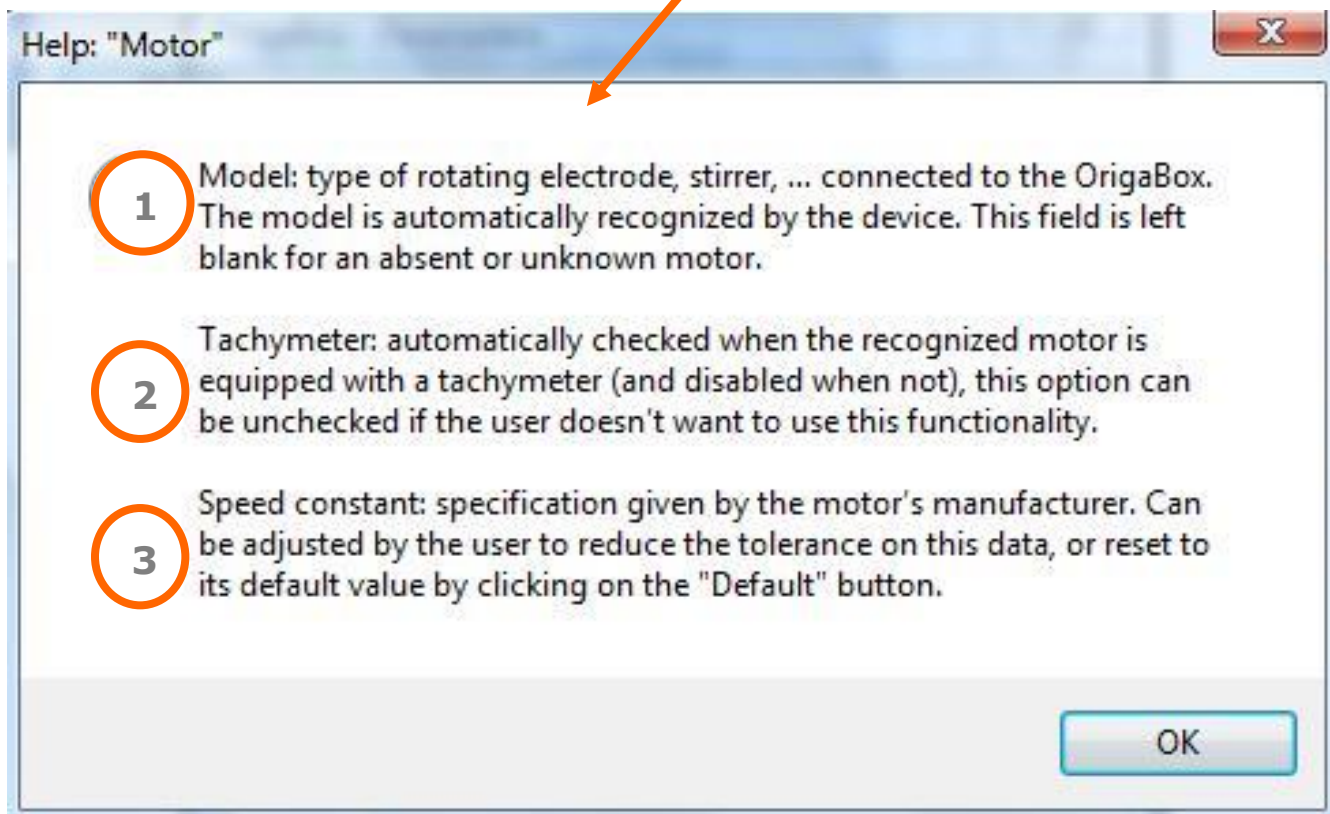 Help: "Motor"
1
Model: type of rotating electrode, stirrer, ... connected to the OrigaBox.
The model is automatically recognized by the device. This field is left
blank for an absent or unknown motor.
2
Tachymeter: automatically checked when the recognized motor is
equipped with a tachymeter (and disabled when not), this option can
be unchecked if the user doesn't want to use this functionality.
3
Speed constant: specification given by the motor's manufacturer. Can
be adjusted by the user to reduce the tolerance on this data, or reset to
its default value by clicking on the "Default" button.
OK